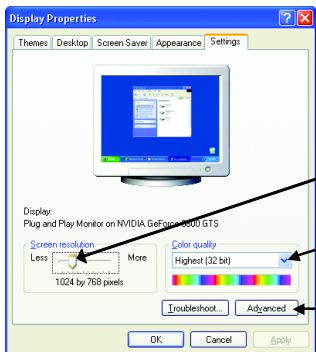 Display Properties
Themes Desktop Screen Saver Appearance Settings
Display:
Plug and Play Monitor on NVIDIA GeForce 8800 GTS
Screen resolution
Less More
1024 by 768 pixels
Color quality
Highest (32 bit)
Troubleshoot... Advanced
OK Cancel Apply